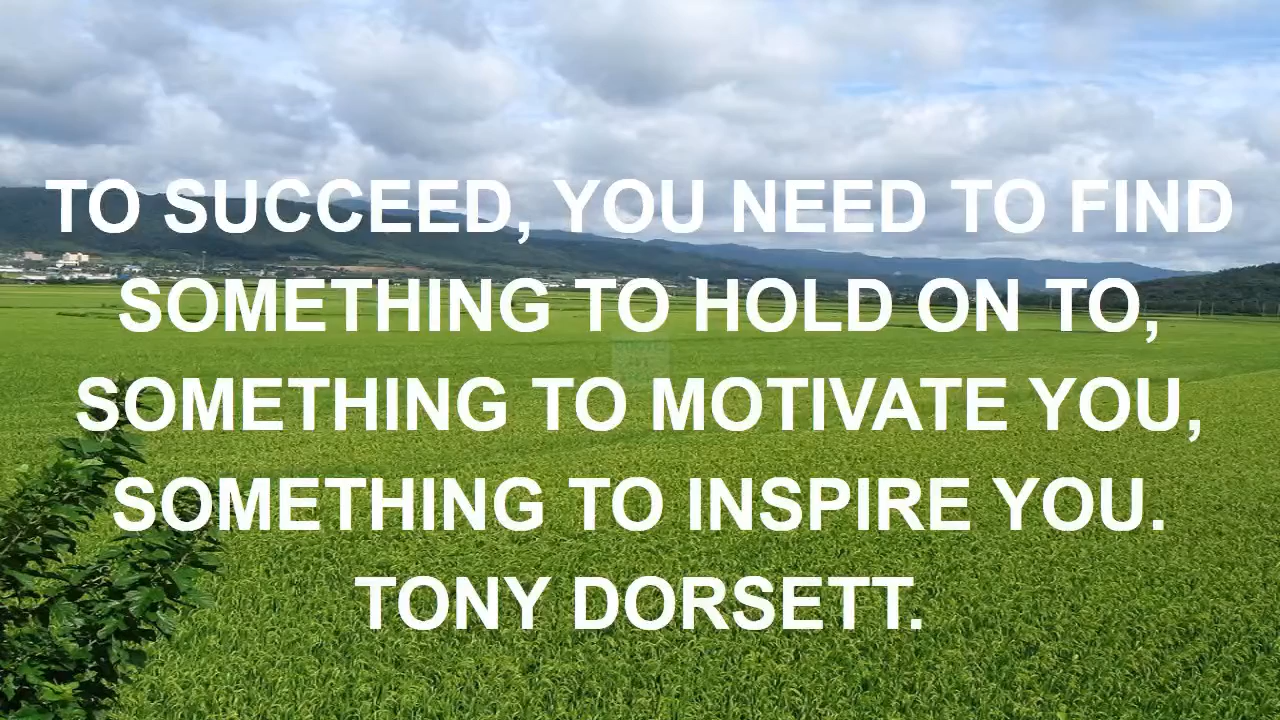 TO SUCCEED, YOU NEED TO FIND
SOMETHING TO HOLD ON TO,
SOMETHING TO MOTIVATE YOU,
SOMETHING TO INSPIRE YOU.
TONY DORSETT.